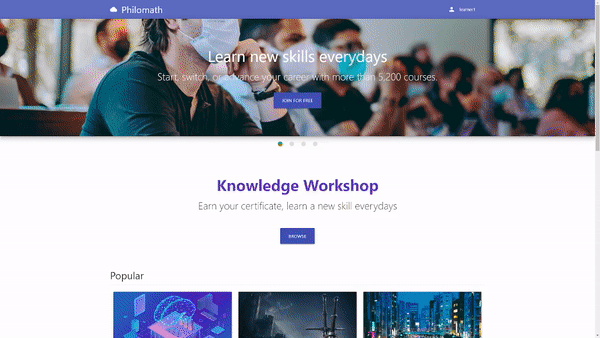 Philomath
learner1
Learn new skills everydays
Start, switch, or advance your career with more than 5,200 courses.
JOIN FOR FREE
Knowledge Workshop
Earn your certificate, learn a new skill everydays
BROWSE
Popular